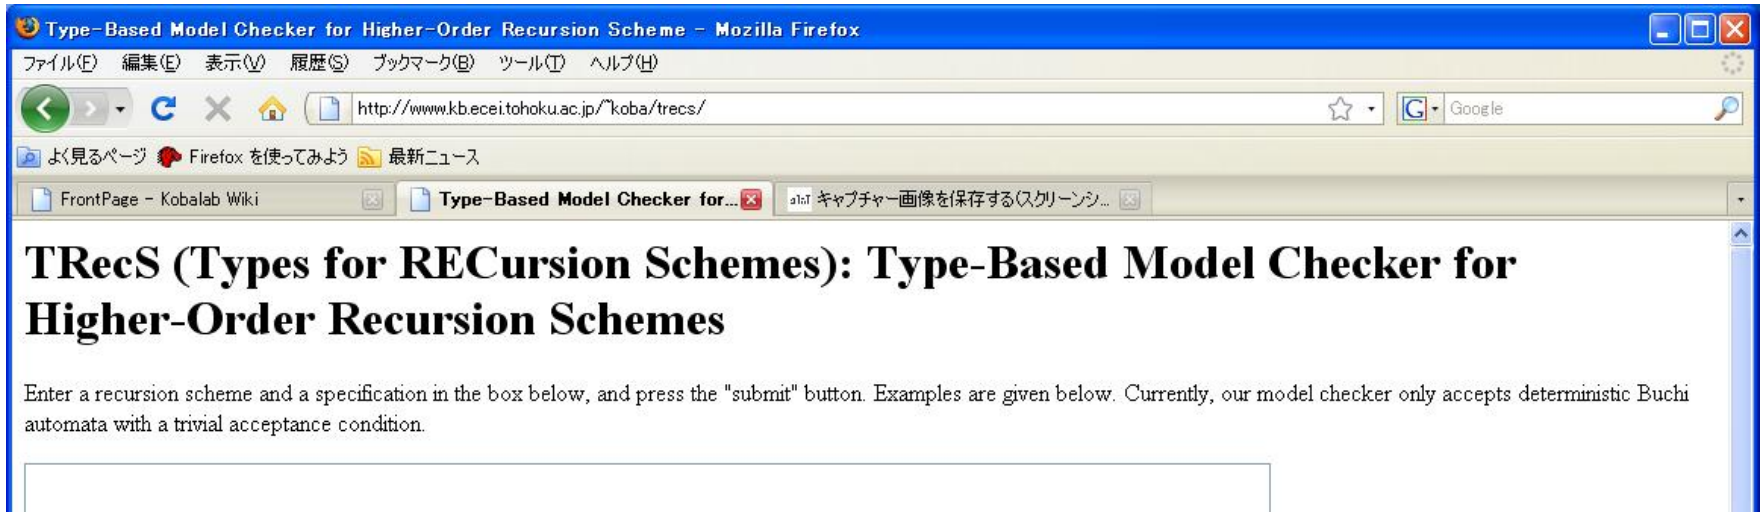 Type-Based Model Checker for Higher-Order Recursion Scheme - Mozilla Firefox
ファイル(F) 編集(E) 表示(V) 履歴(S) ブックマーク(B) ツール(T) ヘルプ(H)
http://www.kb.ecei.tohoku.ac.jp/~koba/trecs/ G Google
よく見るページ Firefox を使ってみよう 最新ニュース
FrontPage - Kobalab Wiki Type-Based Model Checker for... キャプチャー画像を保存する(スクリーンシ...
TRecS (Types for RECursion Schemes): Type-Based Model Checker for
Higher-Order Recursion Schemes
Enter a recursion scheme and a specification in the box below, and press the "submit" button. Examples are given below. Currently, our model checker only accepts deterministic Buchi
automata with a trivial acceptance condition.